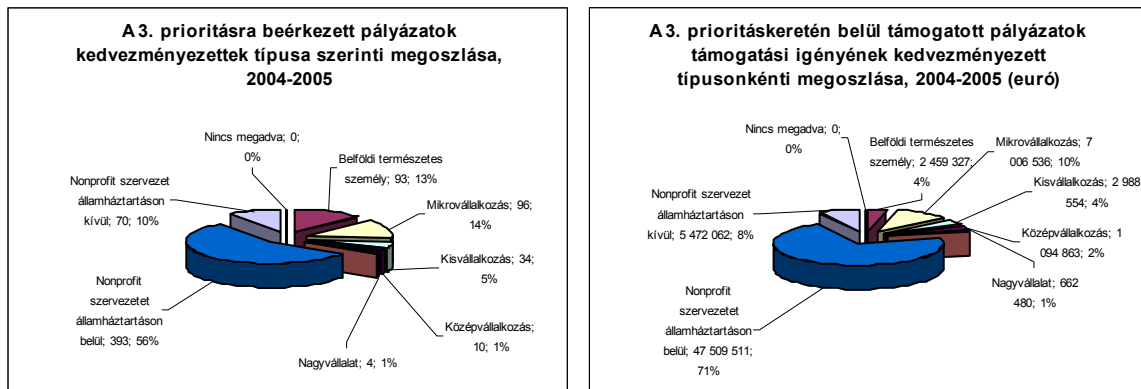 A 3. prioritásra beérkezett pályázatok
kedvezményezettek típusa szerinti megoszlása,
2004-2005
Nincs megadva; 0;
0%
Belföldi természetes
személy; 93; 13%
Mikrovállalkozás; 96;
14%
Kisvállalkozás; 34;
5%
Középvállalkozás;
10; 1%
Nagyvállalat; 4; 1%
Nonprofit
szervezetet
államháztartáson
belül; 393; 56%
Nonprofit szervezet
államháztartáson
kívül; 70; 10%
A 3. prioritáskeretén belül támogatott pályázatok
támogatási igényének kedvezményezett
típusonkénti megoszlása, 2004-2005 (euró)
Nincs megadva; 0;
0%
Belföldi természetes
személy; 2 459 327;
4%
Mikrovállalkozás; 7
006 536; 10%
Kisvállalkozás; 2 988
554; 4%
Középvállalkozás; 1
094 863; 2%
Nagyvállalat; 662
480; 1%
Nonprofit
szervezetet
államháztartáson
belül; 47 509 511;
71%
Nonprofit szervezet
államháztartáson
kívül; 5 472 062; 8%